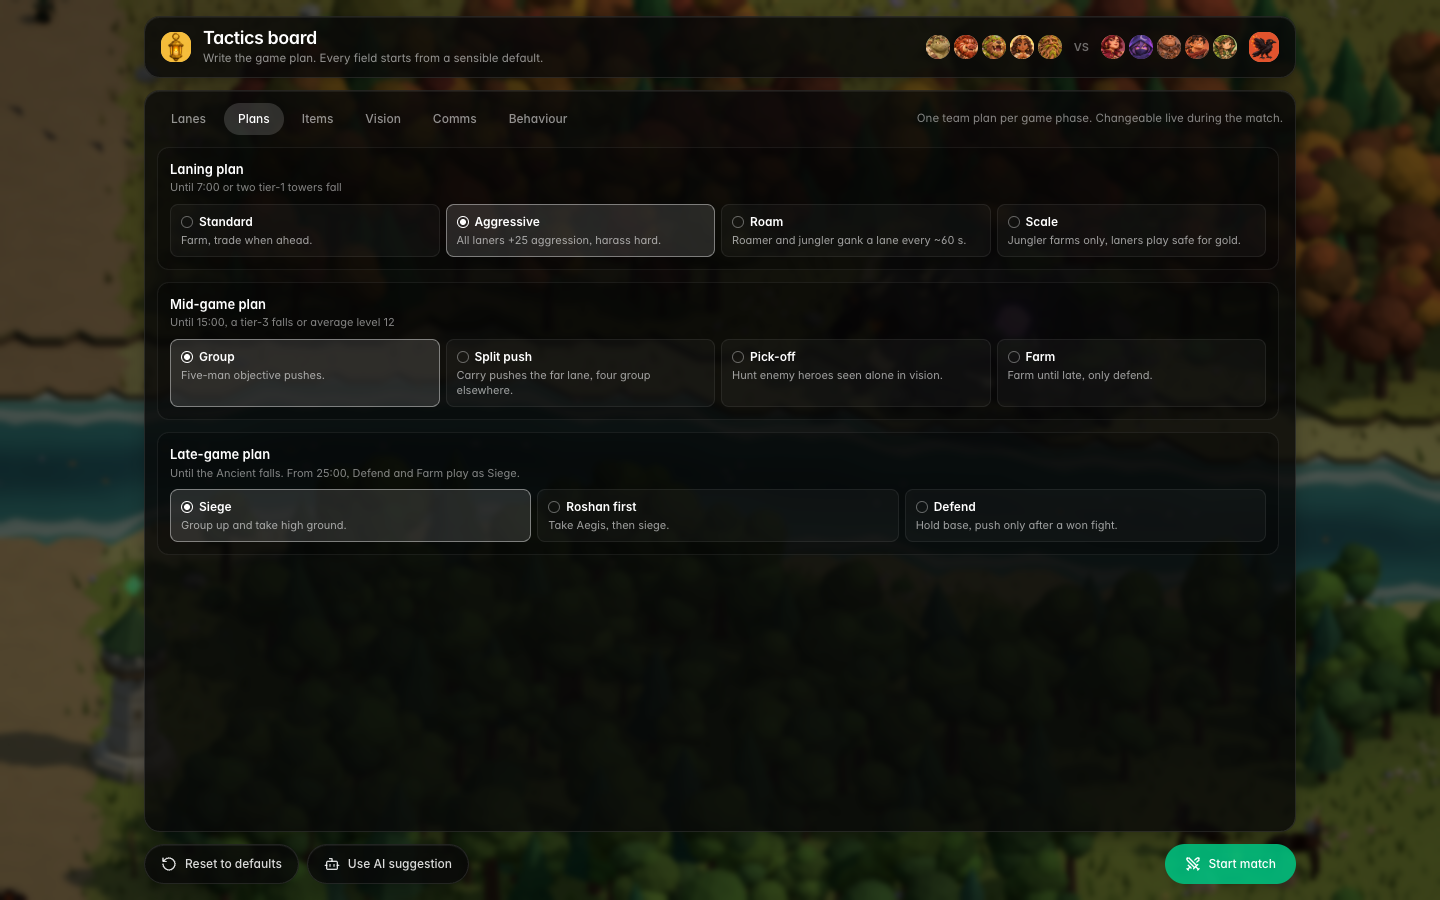 Tactics board
Write the game plan. Every field starts from a sensible default.
VS
Lanes
Plans
Items
Vision
Comms
Behaviour
One team plan per game phase. Changeable live during the match.
Laning plan
Until 7:00 or two tier-1 towers fall
Standard
Farm, trade when ahead.
Aggressive
All laners +25 aggression, harass hard.
Roam
Roamer and jungler gank a lane every ~60 s.
Scale
Jungler farms only, laners play safe for gold.
Mid-game plan
Until 15:00, a tier-3 falls or average level 12
Group
Five-man objective pushes.
Split push
Carry pushes the far lane, four group
elsewhere.
Pick-off
Hunt enemy heroes seen alone in vision.
Farm
Farm until late, only defend.
Late-game plan
Until the Ancient falls. From 25:00, Defend and Farm play as Siege.
Siege
Group up and take high ground.
Roshan first
Take Aegis, then siege.
Defend
Hold base, push only after a won fight.
Reset to defaults
Use AI suggestion
Start match